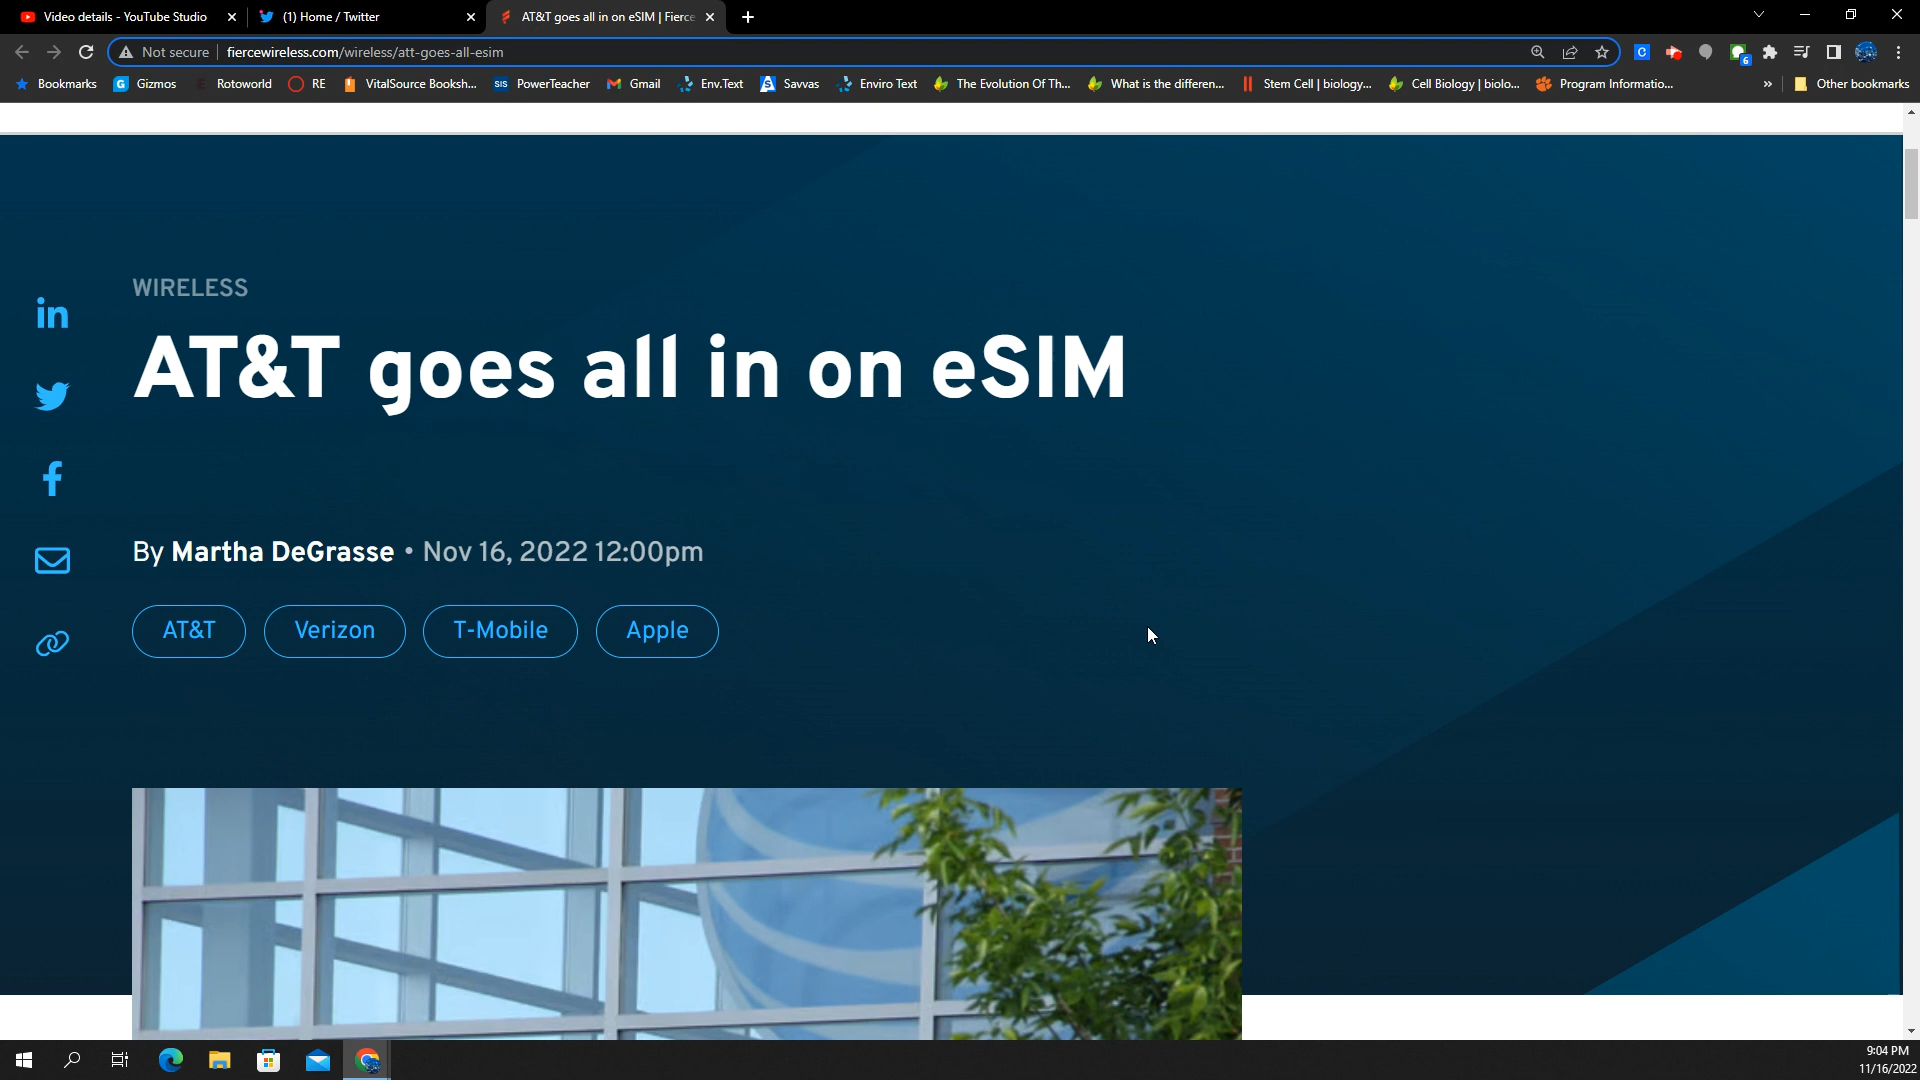 Video details - YouTube Studio
(1) Home / Twitter
AT&T goes all in on eSIM | Fierce
Not secure
fiercewireless.com/wireless/att-goes-all-esim
6
Bookmarks
Gizmos
Rotoworld
RE
VitalSource Booksh...
SIS PowerTeacher
Gmail
Env.Text
Savvas
Enviro Text
The Evolution Of Th...
What is the differen...
Stem Cell | biology...
Cell Biology | biolo...
Program Informatio...
»
Other bookmarks
WIRELESS
AT&T goes all in on eSIM
By Martha DeGrasse • Nov 16, 2022 12:00pm
AT&T
Verizon
T-Mobile
Apple
9:04 PM
11/16/2022